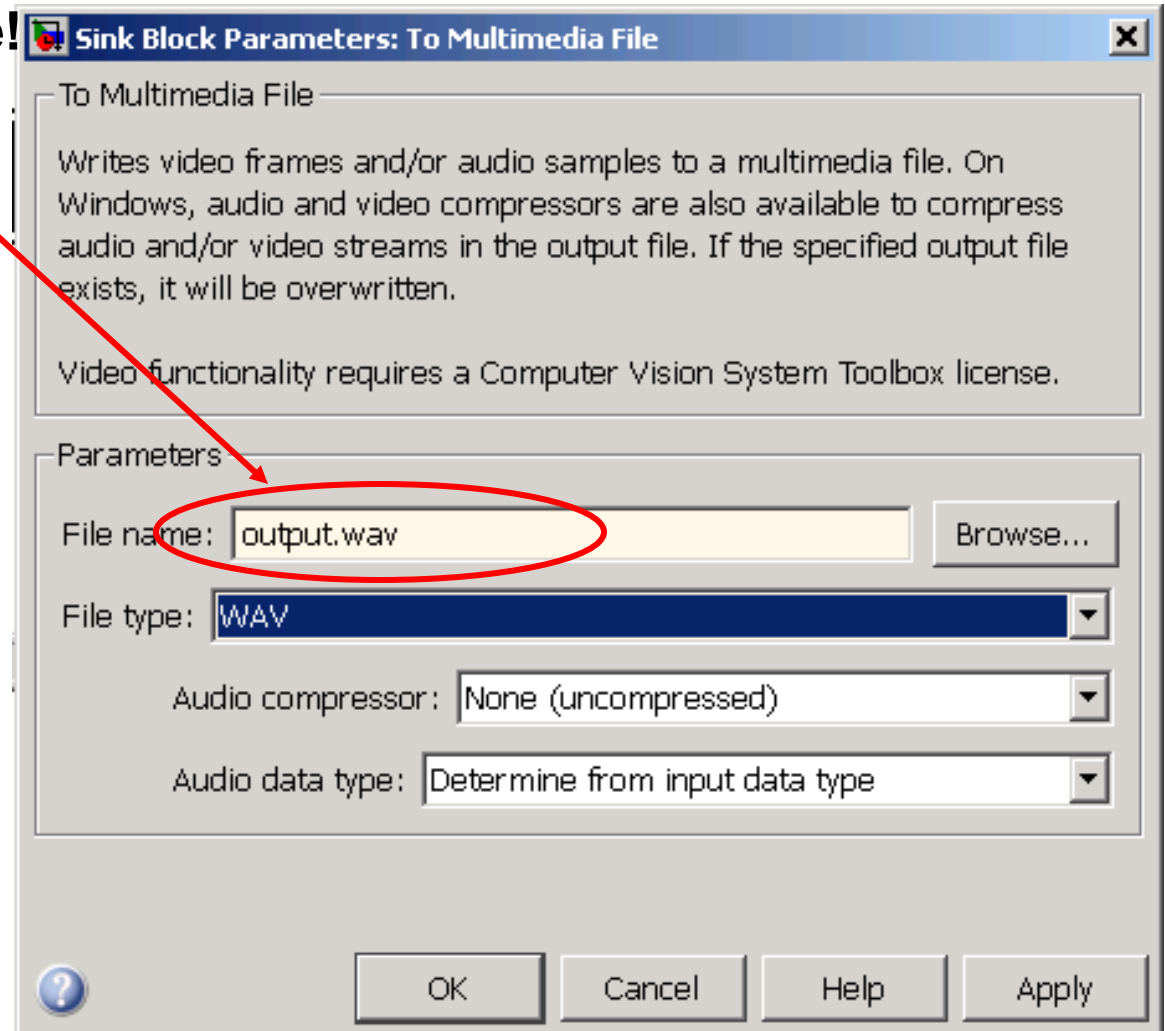 e!
Sink Block Parameters: To Multimedia File
To Multimedia File
Writes video frames and/or audio samples to a multimedia file. On
Windows, audio and video compressors are also available to compress
audio and/or video streams in the output file. If the specified output file
exists, it will be overwritten.
Video functionality requires a Computer Vision System Toolbox license.
Parameters
File name: output.wav Browse...
File type: WAV
Audio compressor: None (uncompressed)
Audio data type: Determine from input data type
OK Cancel Help Apply